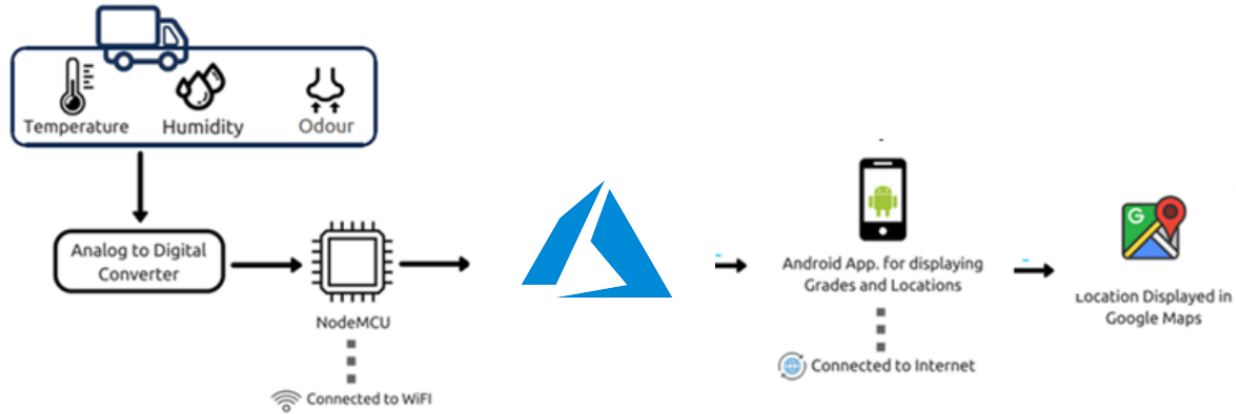 Temperature
Humidity
Odour
Analog to Digital
Converter
NodeMCU
Connected to WiFI
Android App. for displaying
Grades and Locations
Connected to Internet
G
Location Displayed in
Google Maps